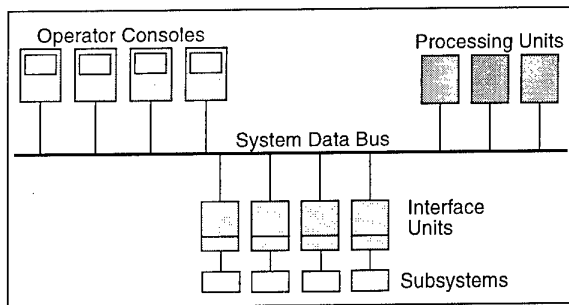 Operator Consoles
Processing Units
System Data Bus
Interface
Units
Subsystems